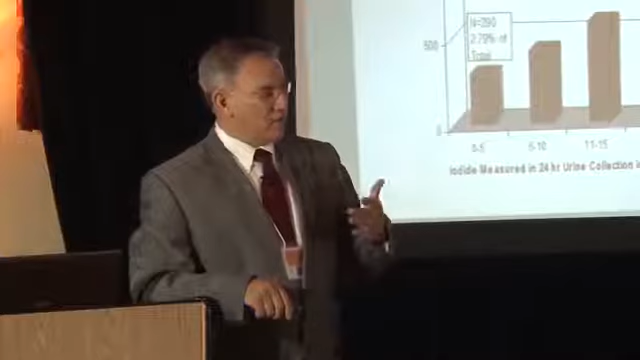 N=290
2.79% of
Total
500
0-5
6-10
11-15
Iodide Measured in 24 hr Urine Collection